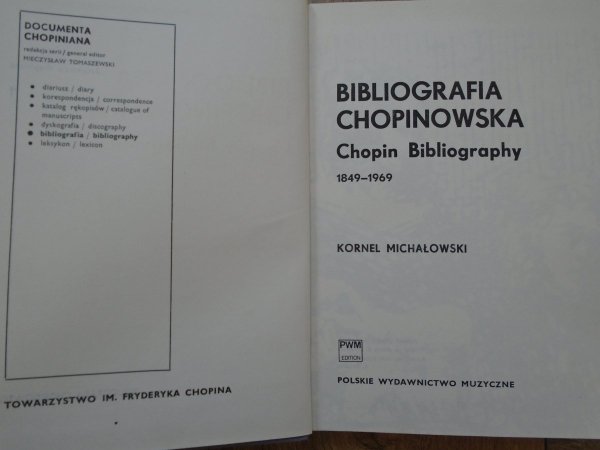 DOCUMENTA
CHOPINIANA
redakcja serii / general editor
MIECZYSŁAW TOMASZEWSKI
• diariusz / diary
• korespondencja / correspondence
• katalog rękopisów / catalogue of
manuscripts
• dyskografia / discography
• bibliografia / bibliography
• leksykon / lexicon
TOWARZYSTWO IM. FRYDERYKA CHOPINA
BIBLIOGRAFIA
CHOPINOWSKA
Chopin Bibliography
1849–1969
KORNEL MICHAŁOWSKI
PWM
EDITION
POLSKIE WYDAWNICTWO MUZYCZNE